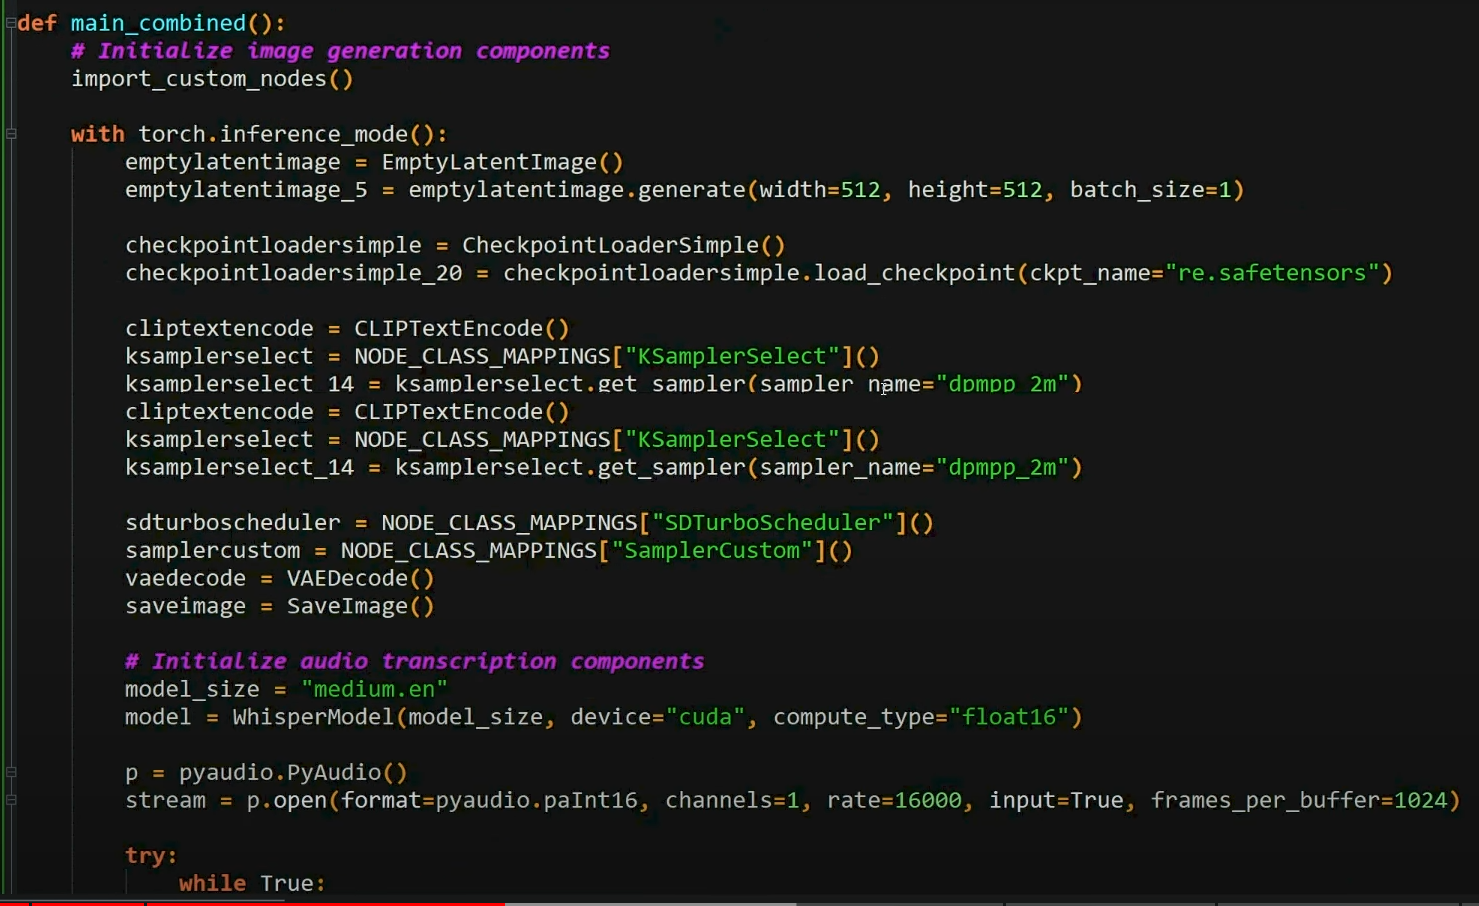 def main_combined():
    # Initialize image generation components
    import_custom_nodes()

    with torch.inference_mode():
        emptylatentimage = EmptyLatentImage()
        emptylatentimage_5 = emptylatentimage.generate(width=512, height=512, batch_size=1)

        checkpointloadersimple = CheckpointLoaderSimple()
        checkpointloadersimple_20 = checkpointloadersimple.load_checkpoint(ckpt_name="re.safetensors")

        cliptextencode = CLIPTextEncode()
        ksamplerselect = NODE_CLASS_MAPPINGS["KSamplerSelect"]()
        ksamplerselect_14 = ksamplerselect.get_sampler(sampler_name="dpmpp_2m")
        cliptextencode = CLIPTextEncode()
        ksamplerselect = NODE_CLASS_MAPPINGS["KSamplerSelect"]()
        ksamplerselect_14 = ksamplerselect.get_sampler(sampler_name="dpmpp_2m")

        sdturboscheduler = NODE_CLASS_MAPPINGS["SDTurboScheduler"]()
        samplercustom = NODE_CLASS_MAPPINGS["SamplerCustom"]()
        vaedecode = VAEDecode()
        saveimage = SaveImage()

        # Initialize audio transcription components
        model_size = "medium.en"
        model = WhisperModel(model_size, device="cuda", compute_type="float16")

        p = pyaudio.PyAudio()
        stream = p.open(format=pyaudio.paInt16, channels=1, rate=16000, input=True, frames_per_buffer=1024)

        try:
            while True: